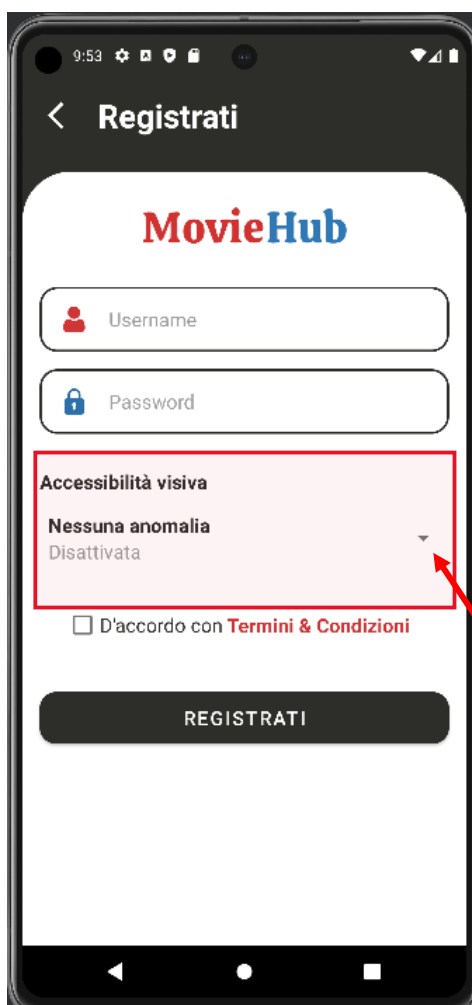 9:53
Registrati
MovieHub
Username
Password
Accessibilità visiva
Nessuna anomalia
Disattivata
D'accordo con Termini & Condizioni
REGISTRATI